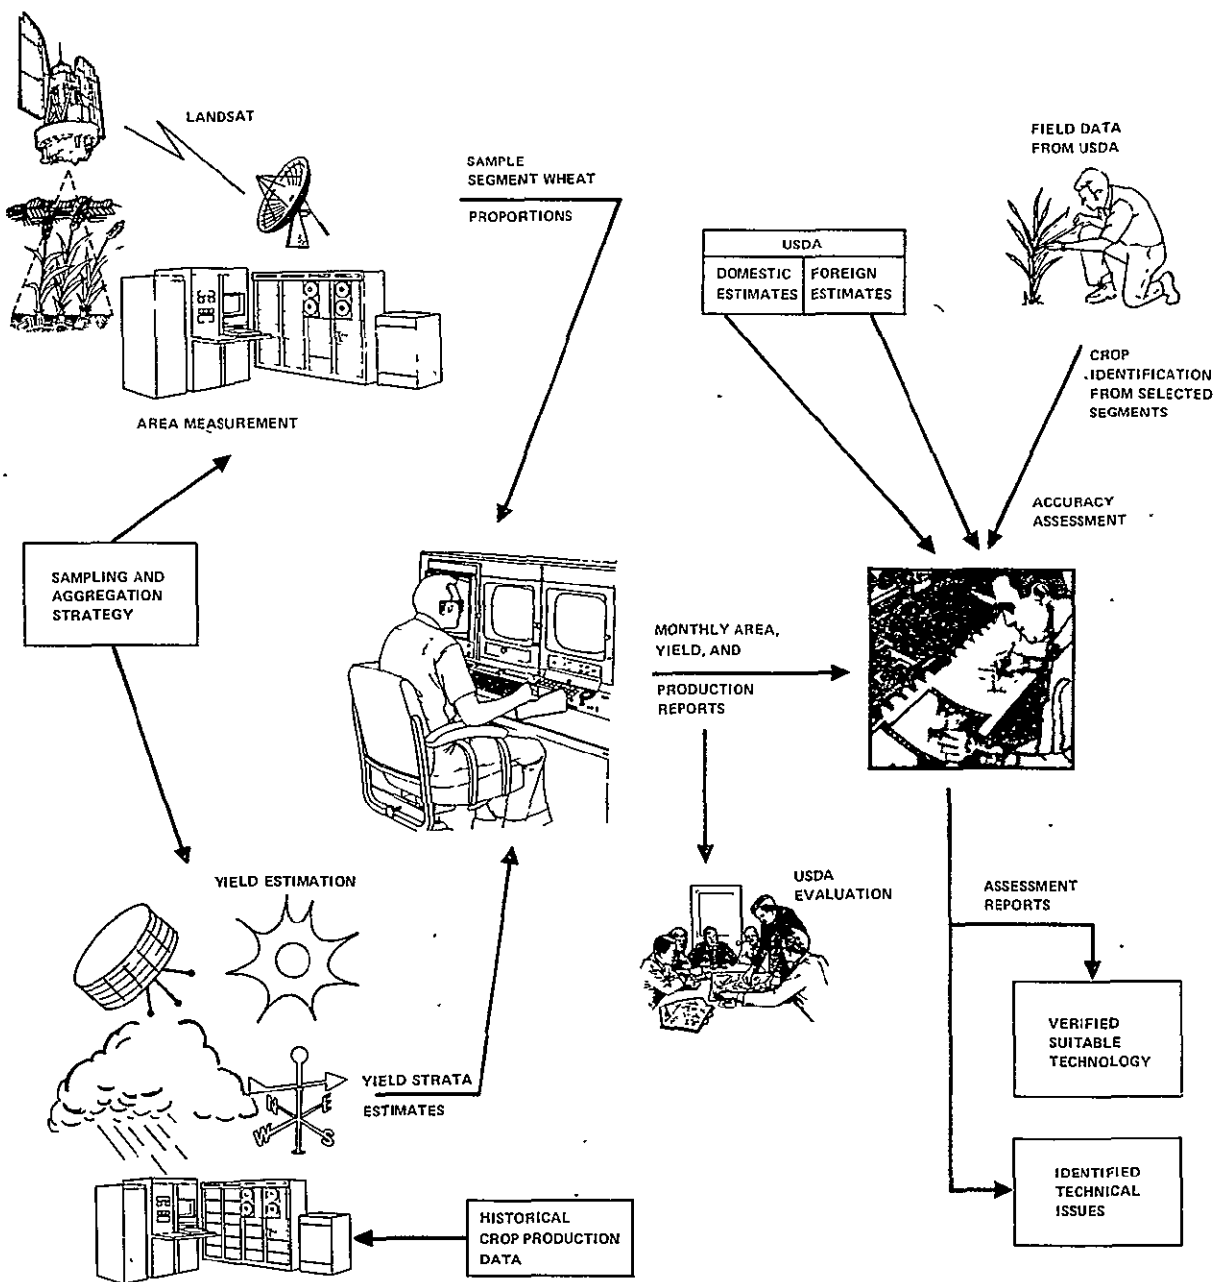 LANDSAT
AREA MEASUREMENT
SAMPLE
SEGMENT WHEAT
PROPORTIONS
FIELD DATA
FROM USDA
USDA
DOMESTIC
ESTIMATES
FOREIGN
ESTIMATES
CROP
IDENTIFICATION
FROM SELECTED
SEGMENTS
ACCURACY
ASSESSMENT
SAMPLING AND
AGGREGATION
STRATEGY
MONTHLY AREA,
YIELD, AND
PRODUCTION
REPORTS
USDA
EVALUATION
YIELD ESTIMATION
N
E
W
S
YIELD STRATA
ESTIMATES
HISTORICAL
CROP PRODUCTION
DATA
ASSESSMENT
REPORTS
VERIFIED
SUITABLE
TECHNOLOGY
IDENTIFIED
TECHNICAL
ISSUES